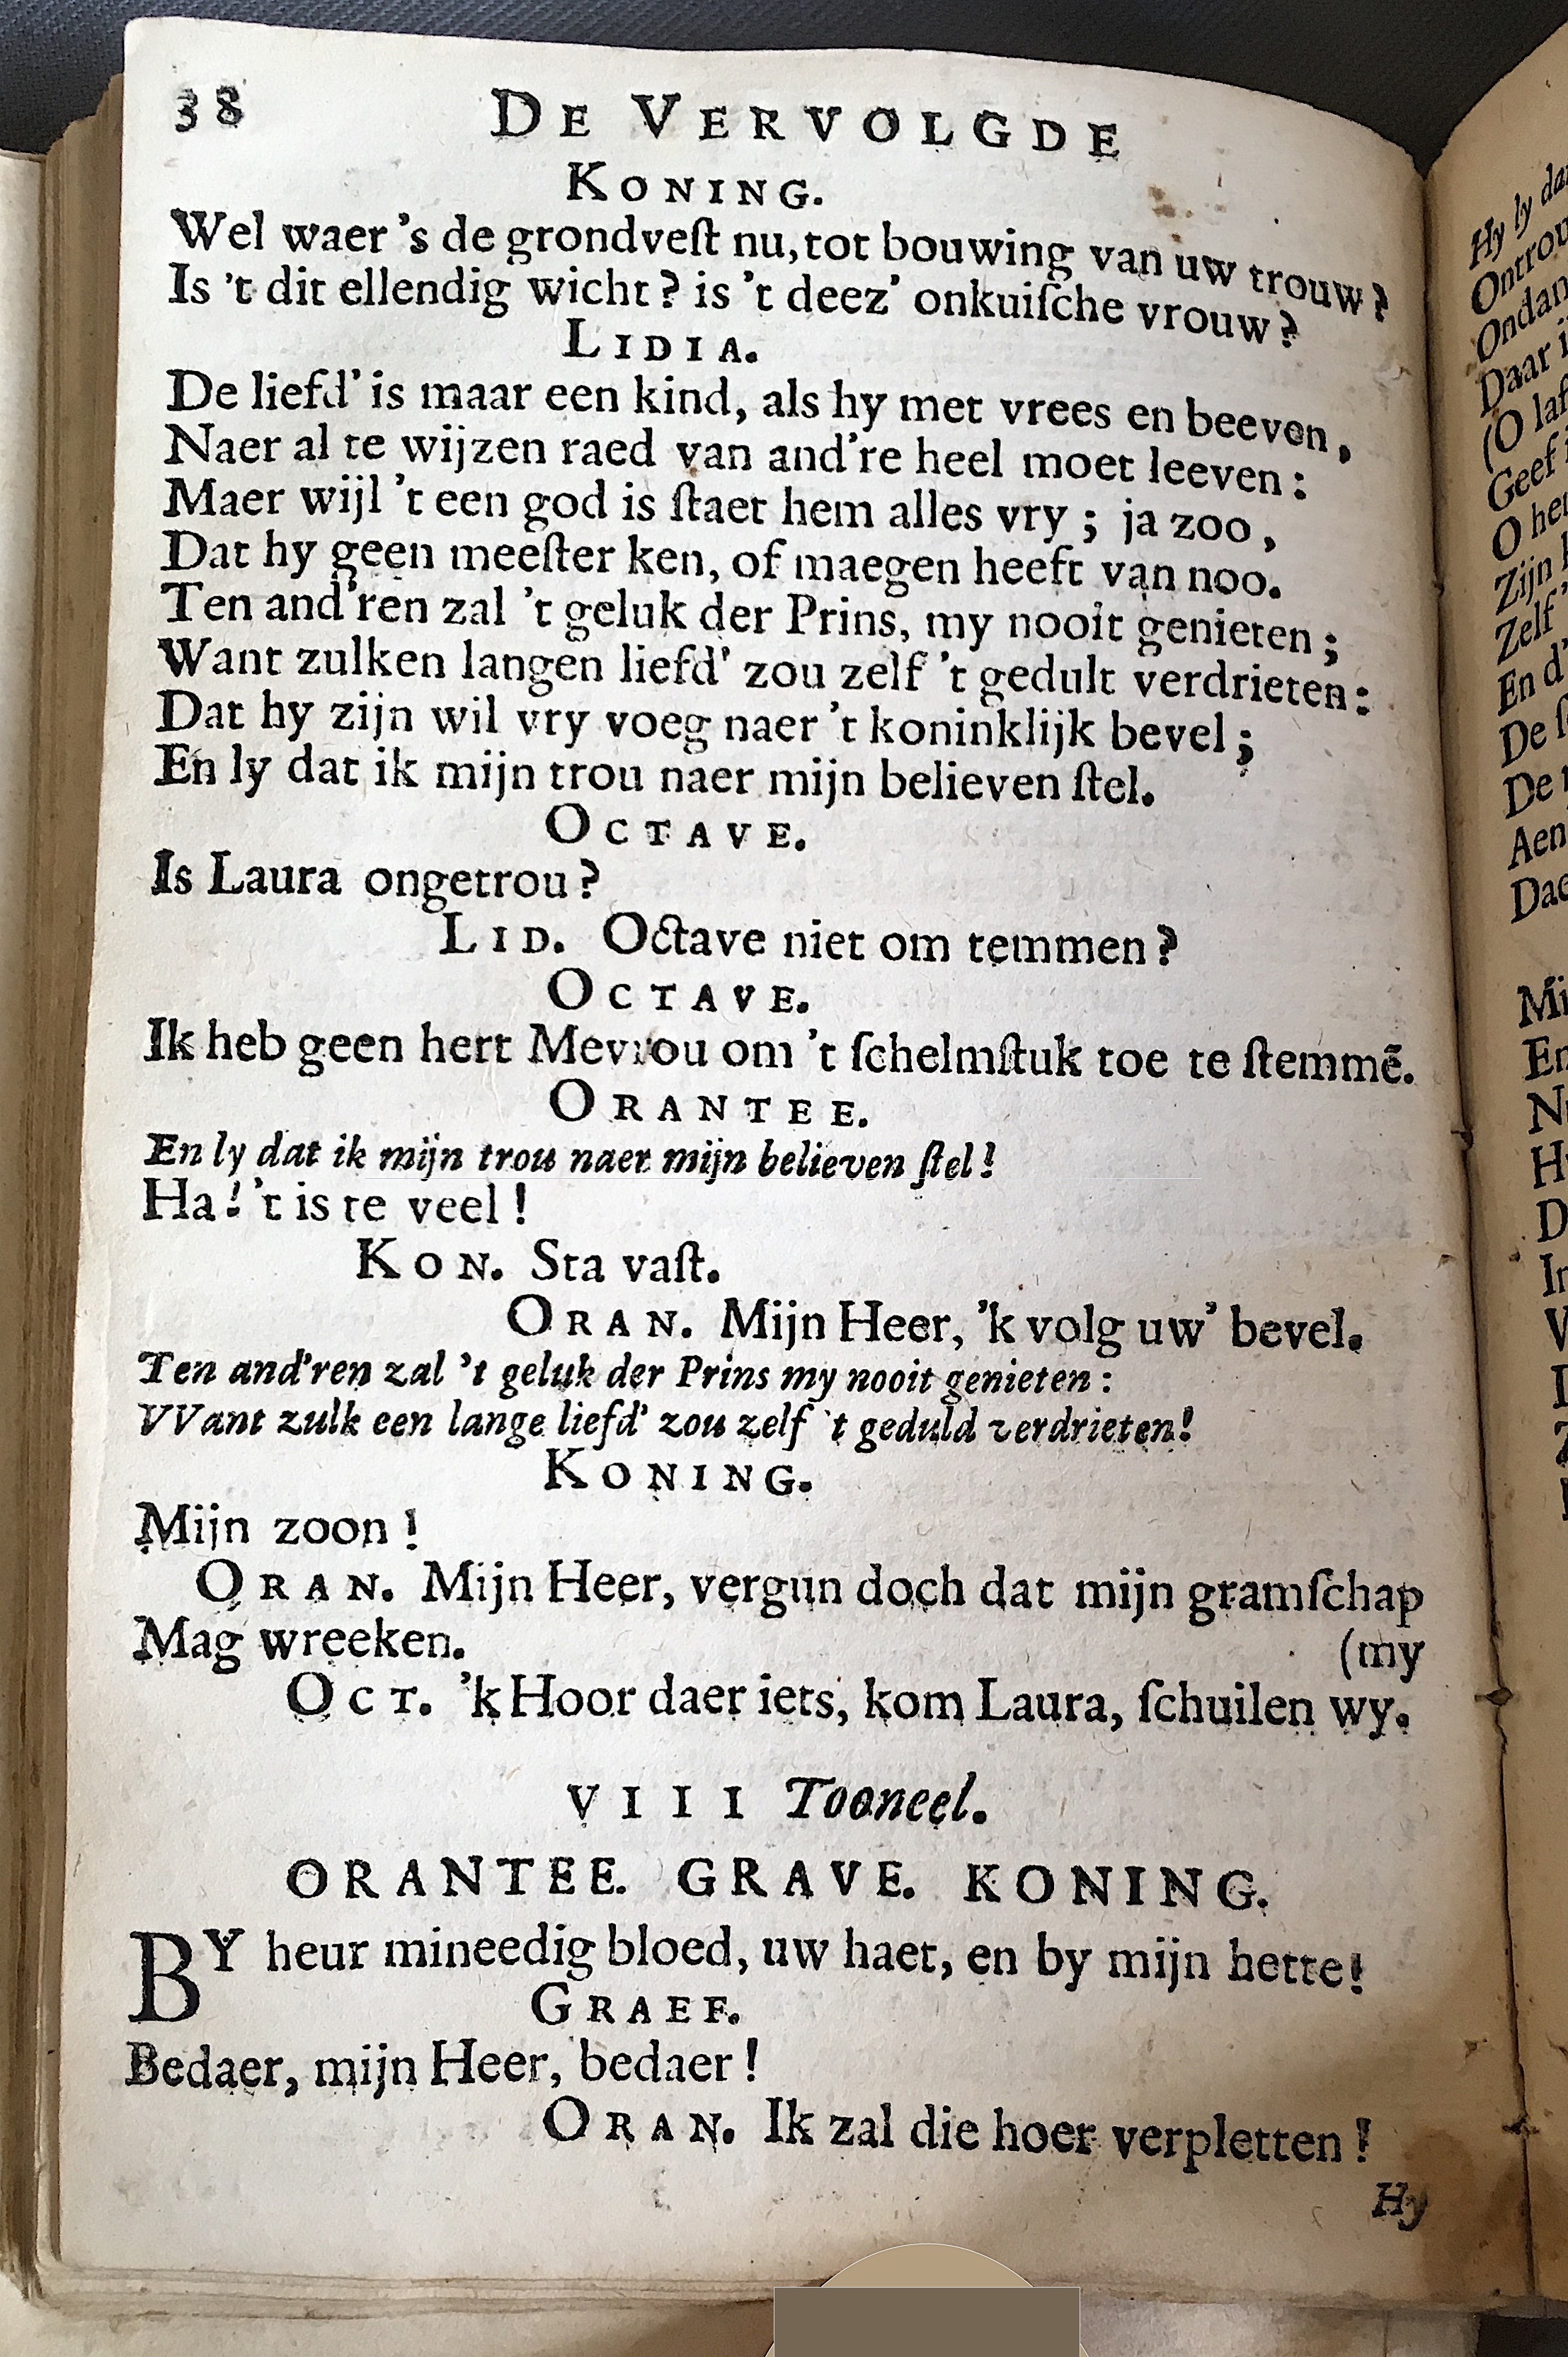 38 DE VERVOLGDE
KONING.
Wel waer 's de grondveſt nu, tot bouwing van uw trouw?
Is 't dit ellendig wicht? is 't deez' onkuiſche vrouw?
LIDIA.
De liefd' is maar een kind, als hy met vrees en beeven,
Naer al te wijzen raed van and're heel moet leeven:
Maer wijl 't een god is ſtaet hem alles vry; ja zoo,
Dat hy geen meeſter ken, of maegen heeft van noo.
Ten and'ren zal 't geluk der Prins, my nooit genieten;
Want zulken langen liefd' zou zelf 't gedult verdrieten:
Dat hy zijn wil vry voeg naer 't koninklijk bevel;
En ly dat ik mijn trou naer mijn believen ſtel.
OCTAVE.
Is Laura ongetrou?
LID. Octave niet om temmen?
OCTAVE.
Ik heb geen hert Mevrou om 't ſchelmſtuk toe te ſtemmē.
ORANTEE.
En ly dat ik mijn trou naer mijn believen ſtel!
Ha! 't is te veel!
KON. Sta vaſt.
ORAN. Mijn Heer, 'k volg uw' bevel.
Ten and'ren zal 't geluk der Prins my nooit genieten:
VVant zulk een lange liefd' zou zelf 't geduld verdrieten!
KONING.
Mijn zoon!
ORAN. Mijn Heer, vergun doch dat mijn gramſchap
Mag wreeken. (my
OCT. 'k Hoor daer iets, kom Laura, ſchuilen wy.
VIII Tooneel.
ORANTEE. GRAVE. KONING.
BY heur mineedig bloed, uw haet, en by mijn hette!
GRAEF.
Bedaer, mijn Heer, bedaer!
ORAN. Ik zal die hoer verpletten!
Hy
Hy ly
Daar
Geef
Zijn
Zelf
En d'
De
De
Aen